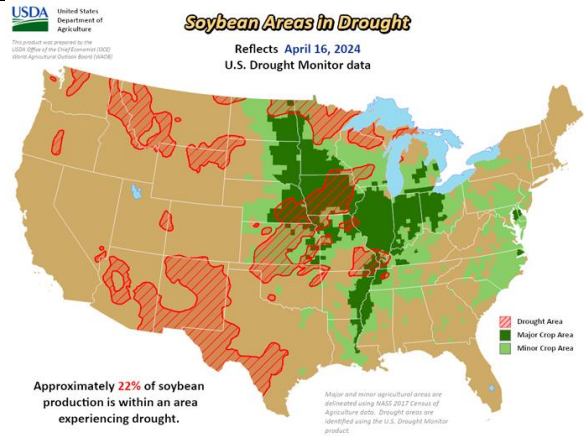 USDA
United States
Department of
Agriculture
This product was prepared by the
USDA Office of the Chief Economist (OCE)
World Agricultural Outlook Board (WAOB)
Soybean Areas in Drought
Reflects April 16, 2024
U.S. Drought Monitor data
Drought Area
Major Crop Area
Minor Crop Area
Approximately 22% of soybean
production is within an area
experiencing drought.
Major and minor agricultural areas are
delineated using NASS 2017 Census of
Agriculture data. Drought areas are
identified using the U.S. Drought Monitor
product.